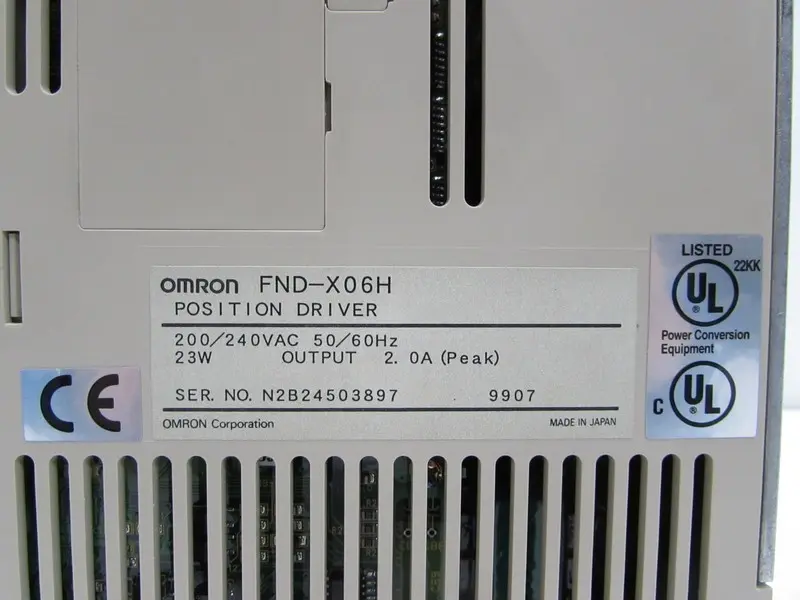 OMRON FND-X06H
POSITION DRIVER
200/240VAC 50/60Hz
23W OUTPUT 2.0A (Peak)
SER. NO. N2B24503897 9907
OMRON Corporation MADE IN JAPAN
CE
LISTED
22KK
UL
®
Power Conversion
Equipment
C UL
®